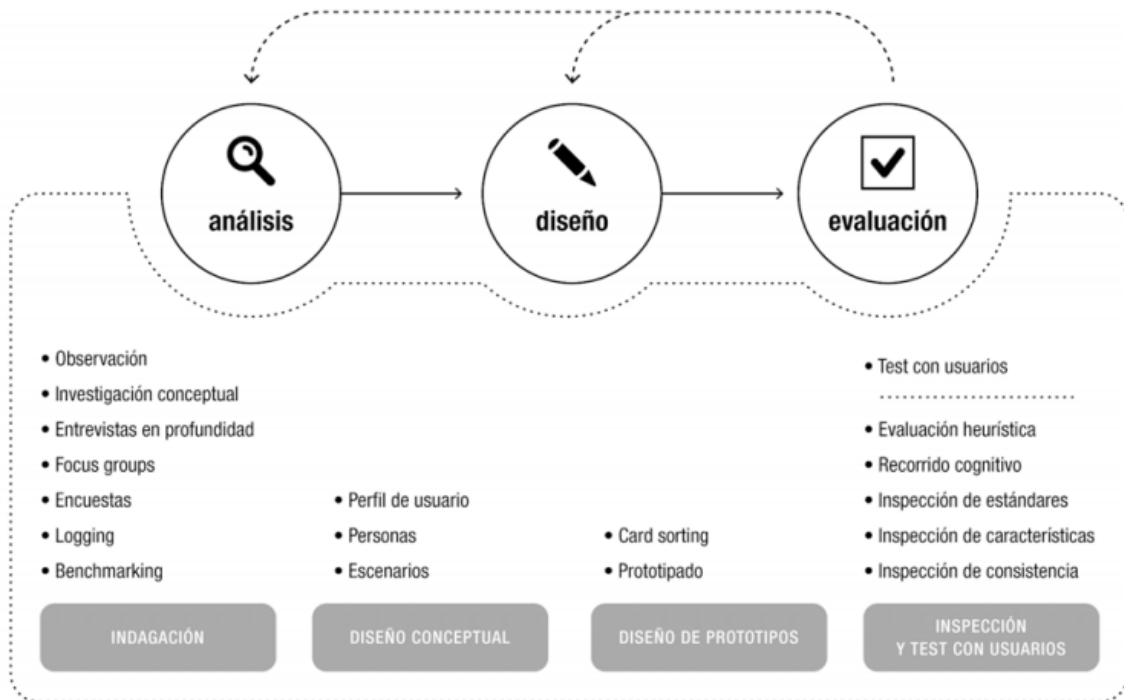 análisis
diseño
evaluación
• Observación
• Investigación conceptual
• Entrevistas en profundidad
• Focus groups
• Encuestas
• Logging
• Benchmarking
INDAGACIÓN
• Perfil de usuario
• Personas
• Escenarios
DISEÑO CONCEPTUAL
• Card sorting
• Prototipado
DISEÑO DE PROTOTIPOS
• Test con usuarios
• Evaluación heurística
• Recorrido cognitivo
• Inspección de estándares
• Inspección de características
• Inspección de consistencia
INSPECCIÓN
Y TEST CON USUARIOS